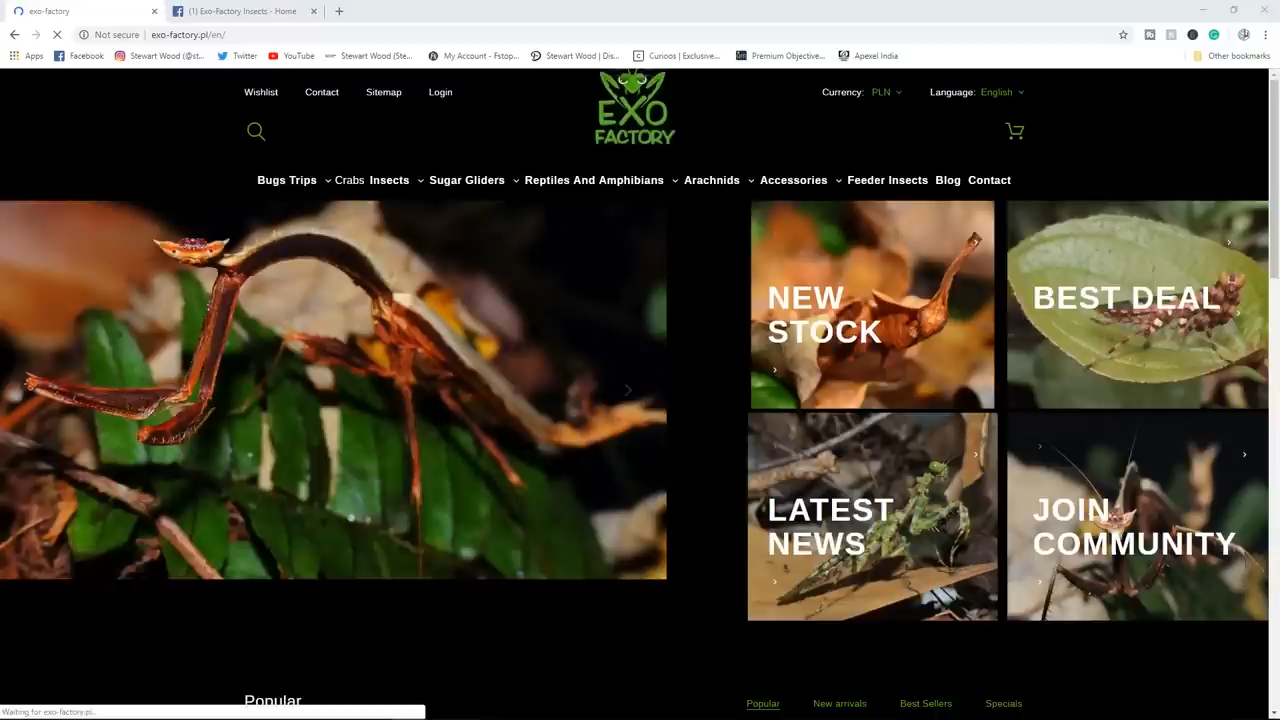 exo-factory
(1) Exo-Factory Insects - Home
Not secure exo-factory.pl/en/
Apps Facebook Stewart Wood (@st... Twitter YouTube Stewart Wood (Ste... My Account - Fstop... Stewart Wood | Dis... Curioos | Exclusive... Premium Objective... Apexel India Other bookmarks
Wishlist Contact Sitemap Login
EXO
FACTORY
Currency: PLN Language: English
Bugs Trips Crabs Insects Sugar Gliders Reptiles And Amphibians Arachnids Accessories Feeder Insects Blog Contact
NEW
STOCK
BEST DEAL
LATEST
NEWS
JOIN
COMMUNITY
Popular
Popular New arrivals Best Sellers Specials
Waiting for exo-factory.pl...